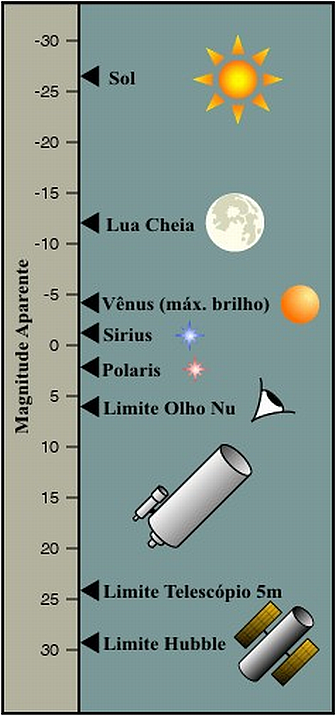 Magnitude Aparente
-30
Sol
-25
-20
-15
Lua Cheia
-10
-5
Vênus (máx. brilho)
Sirius
0
Polaris
5
Limite Olho Nu
10
15
20
Limite Telescópio 5m
25
Limite Hubble
30